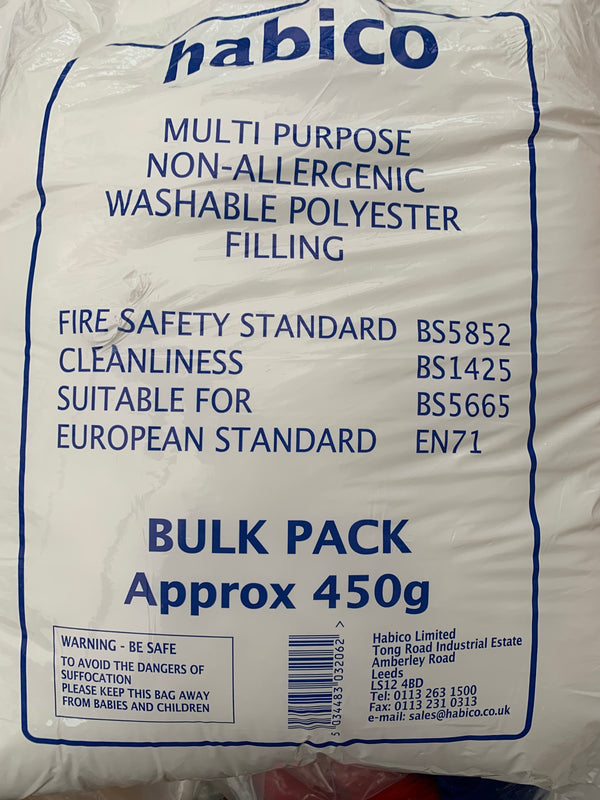 habico
MULTI PURPOSE
NON-ALLERGENIC
WASHABLE POLYESTER
FILLING
FIRE SAFETY STANDARD BS5852
CLEANLINESS BS1425
SUITABLE FOR BS5665
EUROPEAN STANDARD EN71
BULK PACK
Approx 450g
WARNING - BE SAFE
TO AVOID THE DANGERS OF
SUFFOCATION
PLEASE KEEP THIS BAG AWAY
FROM BABIES AND CHILDREN
5 034483 032062 >
Habico Limited
Tong Road Industrial Estate
Amberley Road
Leeds
LS12 4BD
Tel: 0113 263 1500
Fax: 0113 231 0313
e-mail: sales@habico.co.uk